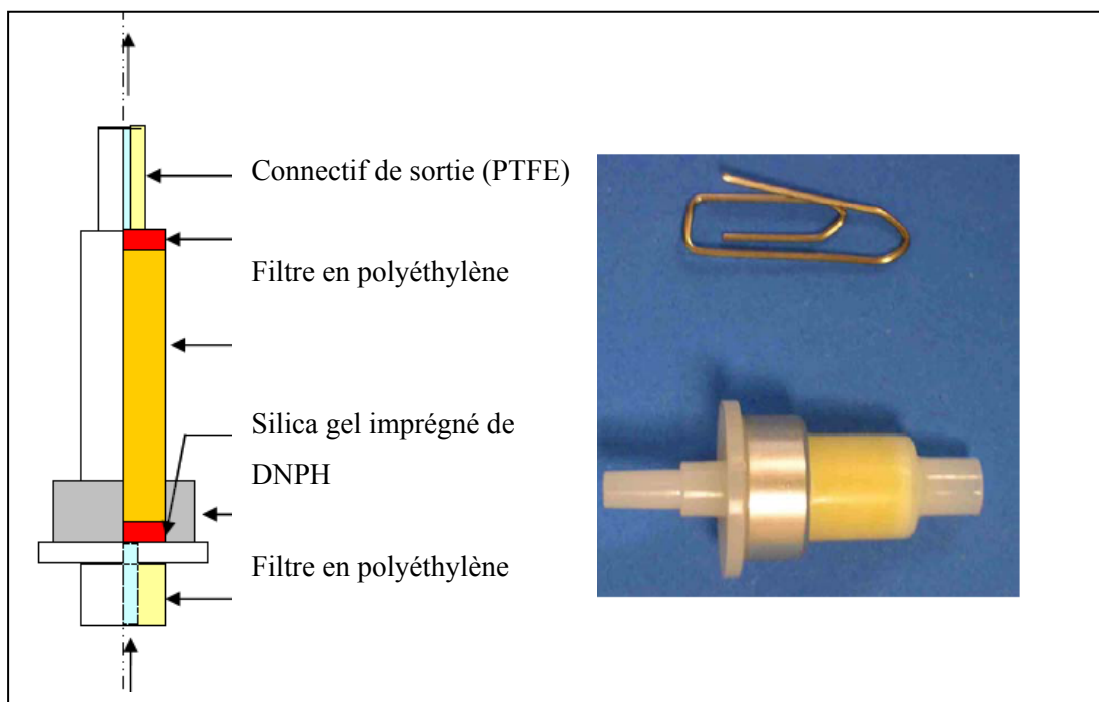 Connectif de sortie (PTFE)
Filtre en polyéthylène
Silica gel imprégné de
DNPH
Filtre en polyéthylène